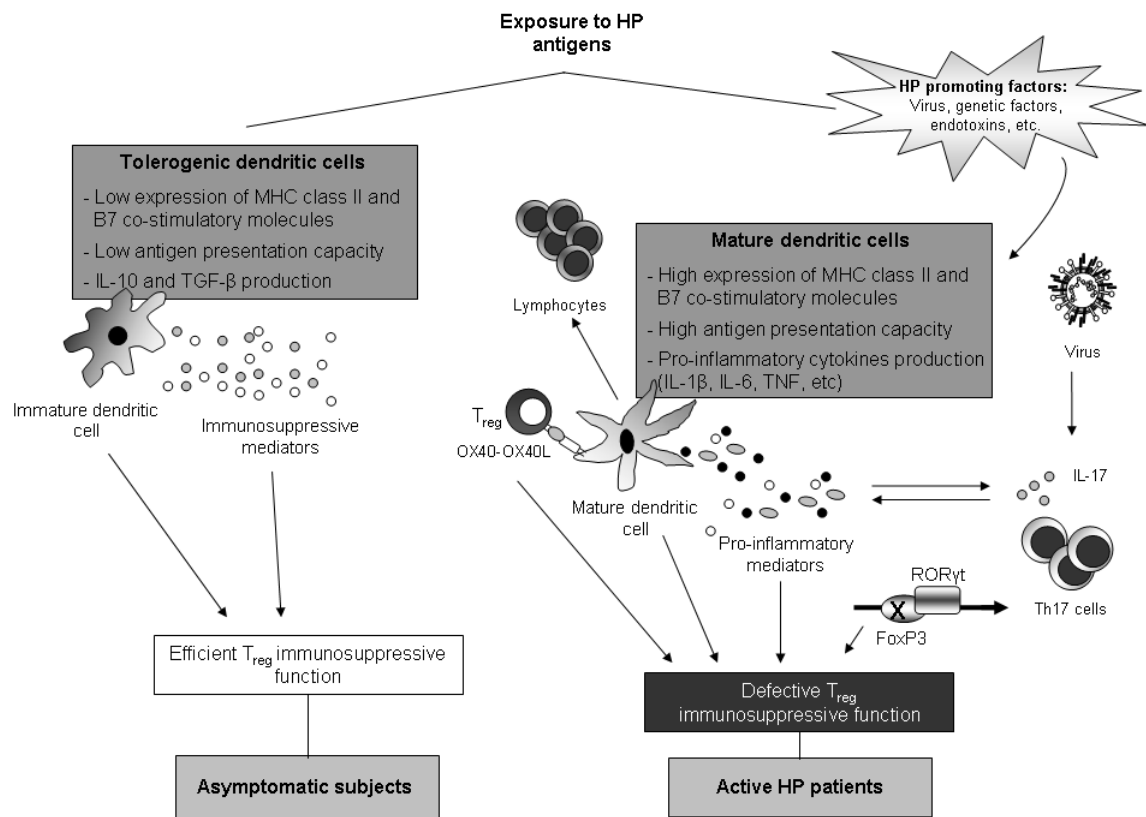 Exposure to HP
antigens
HP promoting factors:
Virus, genetic factors,
endotoxins, etc.
Tolerogenic dendritic cells
- Low expression of MHC class II and
B7 co-stimulatory molecules
- Low antigen presentation capacity
- IL-10 and TGF-β production
Immature dendritic
cell
Immunosuppressive
mediators
Lymphocytes
Mature dendritic cells
- High expression of MHC class II and
B7 co-stimulatory molecules
- High antigen presentation capacity
- Pro-inflammatory cytokines production
(IL-1β, IL-6, TNF, etc)
Virus
Treg
OX40-OX40L
Mature dendritic
cell
Pro-inflammatory
mediators
IL-17
Th17 cells
RORγt
X
FoxP3
Efficient Treg immunosuppressive
function
Defective Treg
immunosuppressive function
Asymptomatic subjects
Active HP patients